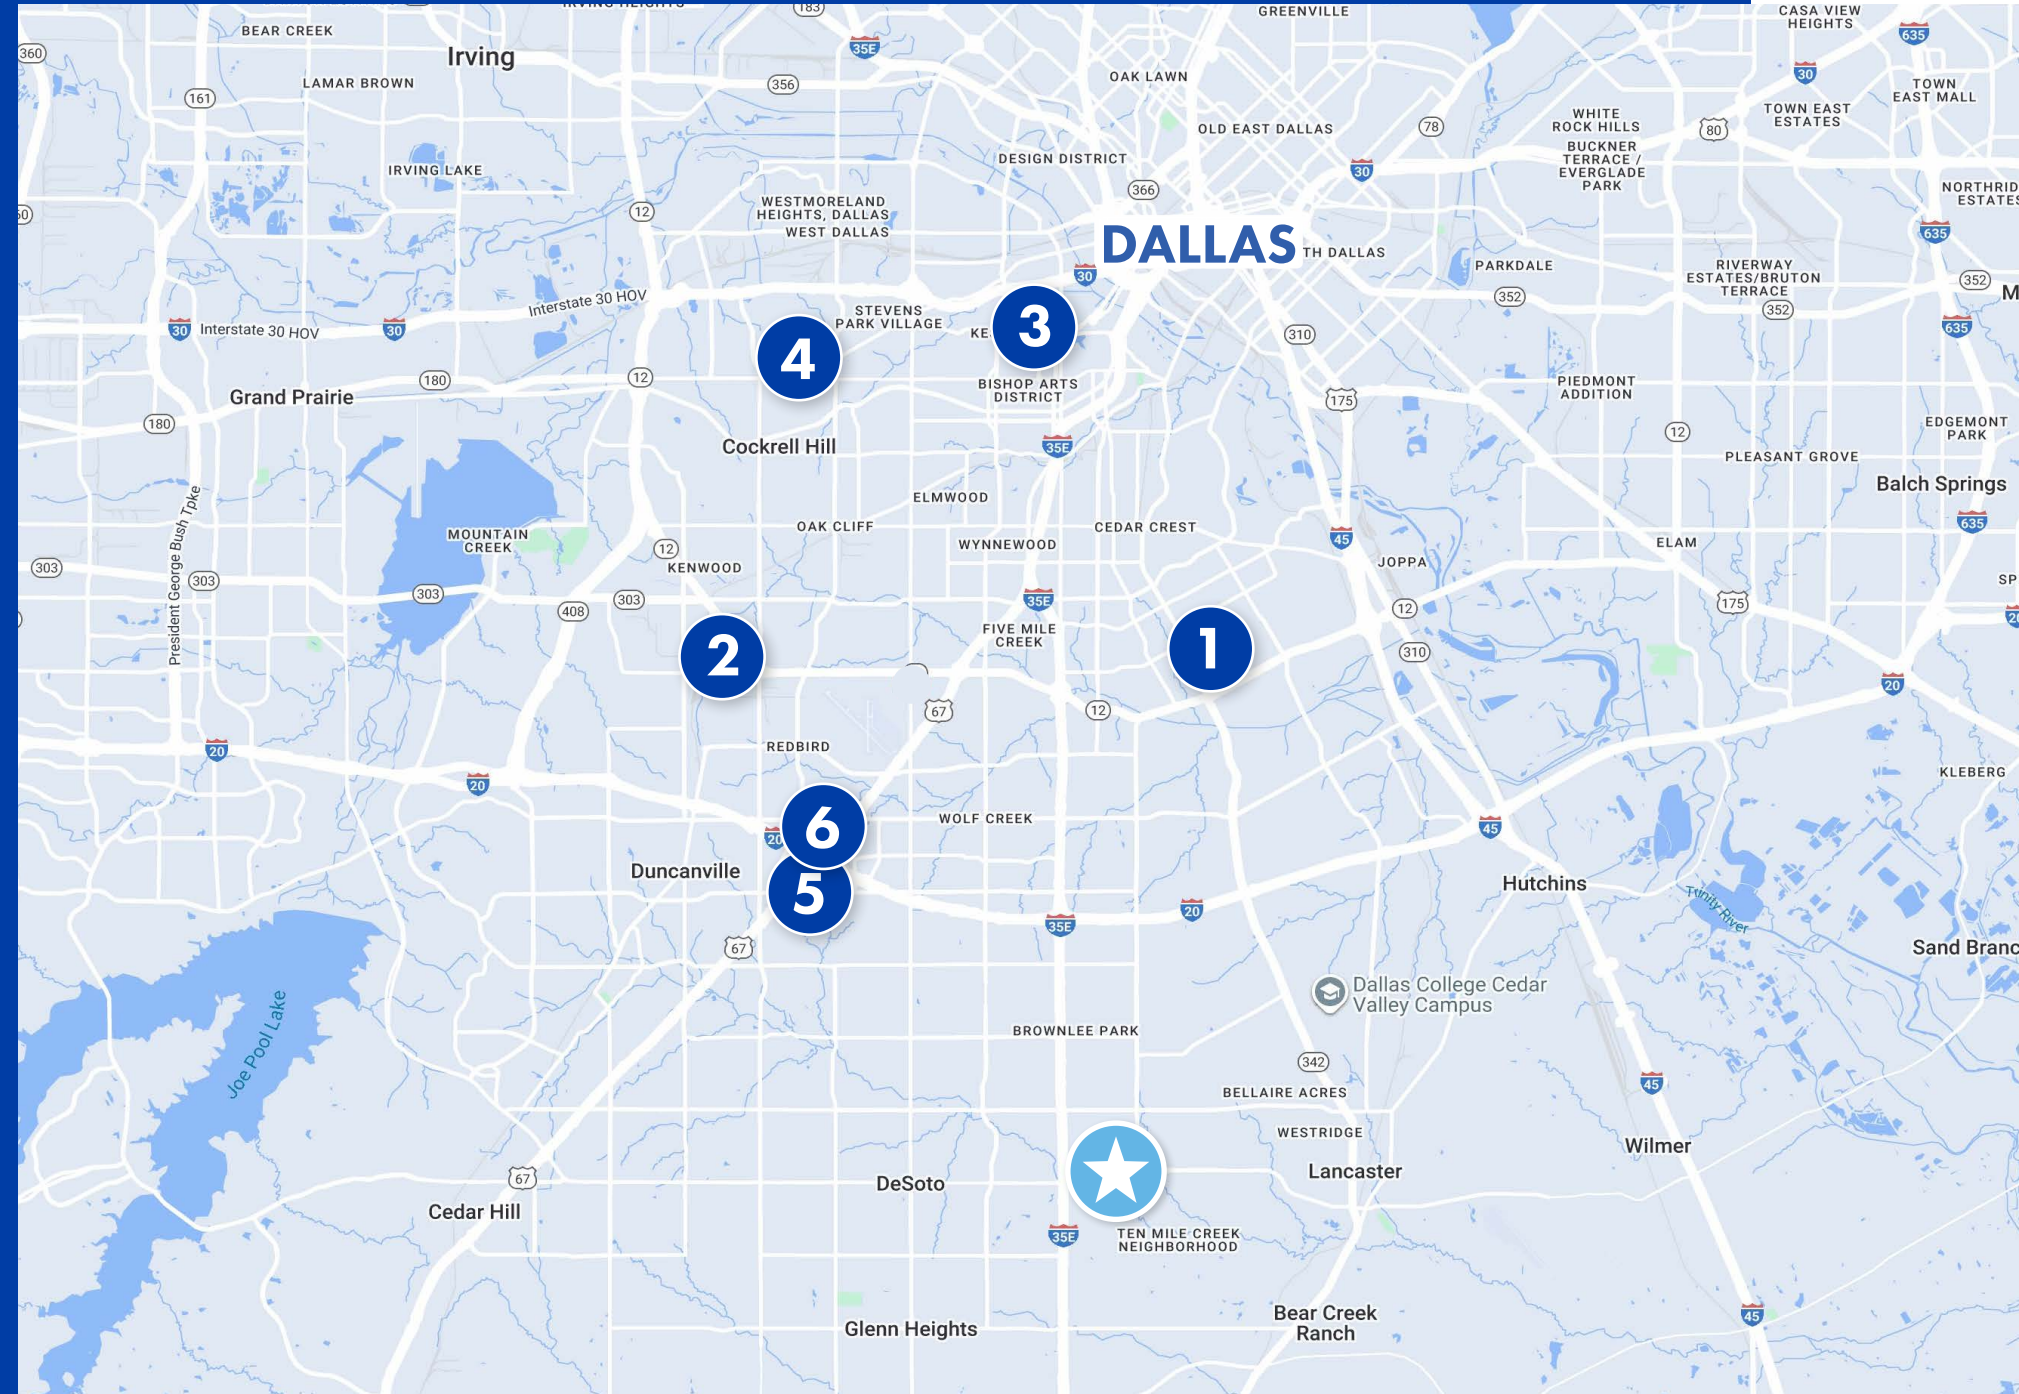 GREENVILLE
CASA VIEW
HEIGHTS
183
BEAR CREEK
Irving
35E
635
360
LAMAR BROWN
356
OAK LAWN
30
TOWN
EAST MALL
161
WHITE
ROCK HILLS
TOWN EAST
ESTATES
OLD EAST DALLAS
78
80
BUCKNER
TERRACE /
EVERGLADE
PARK
DESIGN DISTRICT
IRVING LAKE
30
366
NORTHRID
ESTATES
WESTMORELAND
HEIGHTS, DALLAS
WEST DALLAS
12
635
DALLAS
TH DALLAS
PARKDALE
RIVERWAY
ESTATES/BRUTON
TERRACE
30
352
352
352
M
Interstate 30 HOV
STEVENS
PARK VILLAGE
KE
3
30
Interstate 30 HOV
30
310
635
4
BISHOP ARTS
DISTRICT
180
12
PIEDMONT
ADDITION
Grand Prairie
175
180
12
EDGEMONT
PARK
Cockrell Hill
35E
PLEASANT GROVE
Balch Springs
ELMWOOD
President George Bush Tpke
MOUNTAIN
CREEK
OAK CLIFF
CEDAR CREST
635
WYNNEWOOD
45
ELAM
12
KENWOOD
JOPPA
303
303
303
408
303
35E
12
175
SP
20
FIVE MILE
CREEK
2
1
310
20
67
12
REDBIRD
20
20
KLEBERG
6
20
WOLF CREEK
45
Duncanville
5
Hutchins
20
35E
Trinity River
67
Sand Branc
Dallas College Cedar
Valley Campus
Joe Pool Lake
BROWNLEE PARK
342
45
BELLAIRE ACRES
WESTRIDGE
Wilmer
Lancaster
67
DeSoto
Cedar Hill
35E
TEN MILE CREEK
NEIGHBORHOOD
Bear Creek
Ranch
45
Glenn Heights